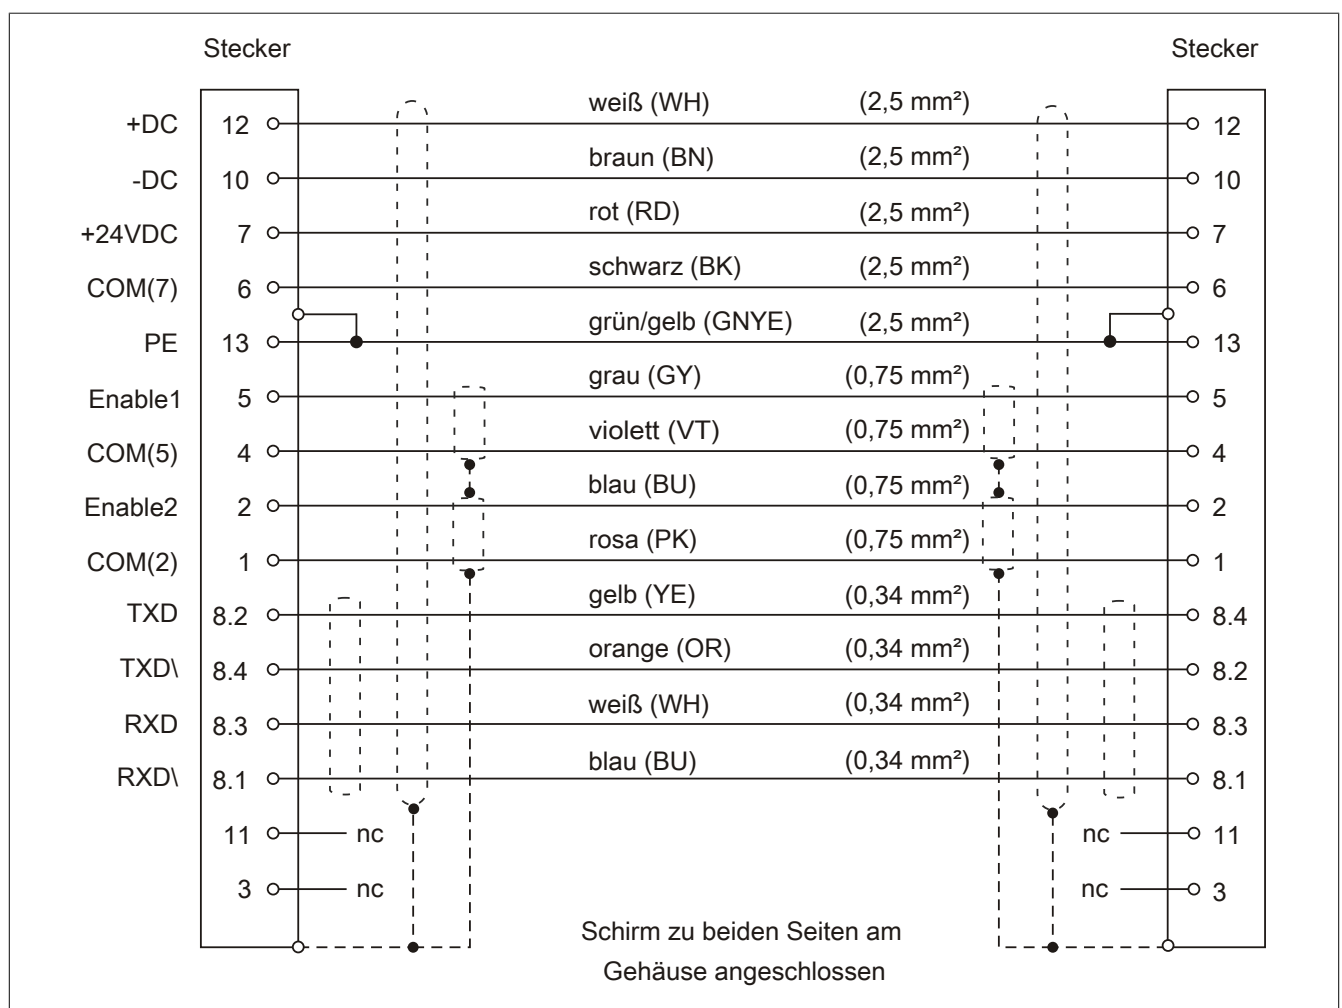 Stecker Stecker
+DC 12 weiß (WH) (2,5 mm²) 12
-DC 10 braun (BN) (2,5 mm²) 10
+24VDC 7 rot (RD) (2,5 mm²) 7
COM(7) 6 schwarz (BK) (2,5 mm²) 6
PE 13 grün/gelb (GNYE) (2,5 mm²) 13
Enable1 5 grau (GY) (0,75 mm²) 5
COM(5) 4 violett (VT) (0,75 mm²) 4
Enable2 2 blau (BU) (0,75 mm²) 2
COM(2) 1 rosa (PK) (0,75 mm²) 1
TXD 8.2 gelb (YE) (0,34 mm²) 8.4
TXD\ 8.4 orange (OR) (0,34 mm²) 8.2
RXD 8.3 weiß (WH) (0,34 mm²) 8.3
RXD\ 8.1 blau (BU) (0,34 mm²) 8.1
11 nc nc 11
3 nc nc 3
Schirm zu beiden Seiten am
Gehäuse angeschlossen